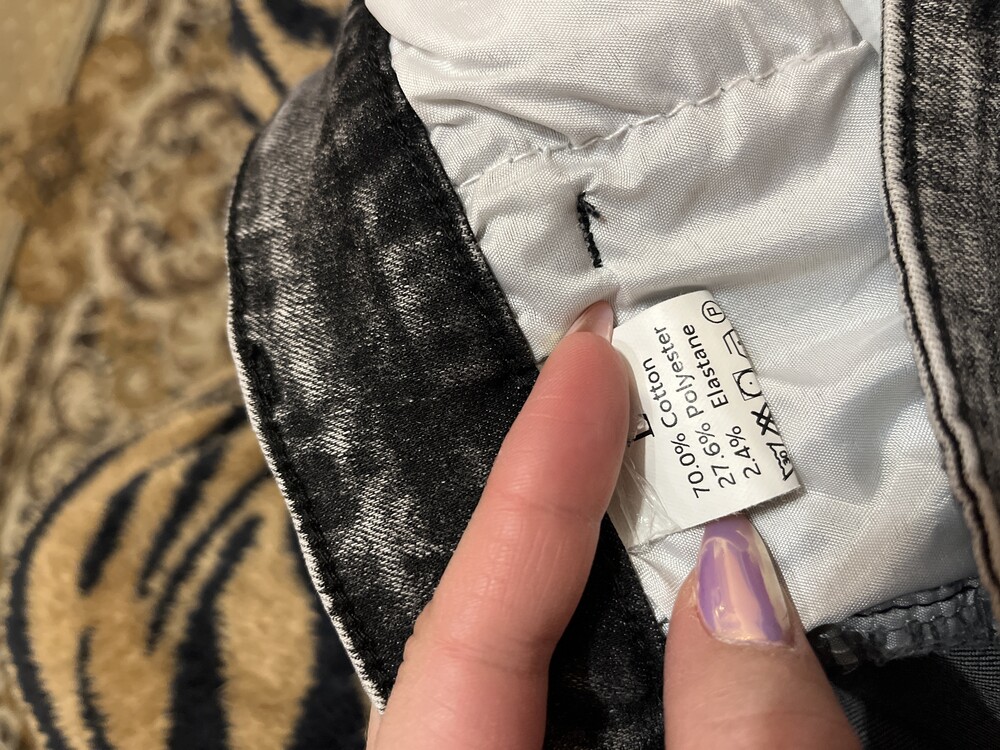 L
70.0% Cotton
27.6% Polyester
2.4% Elastane
P